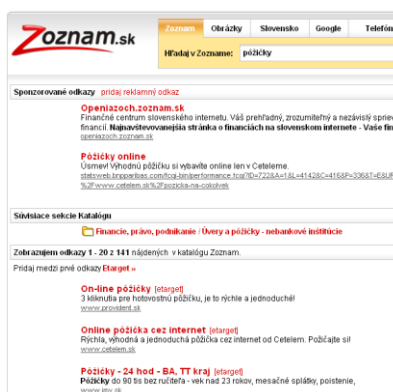 Zoznam.sk
Zoznam Obrázky Slovensko Google Telefón
Hľadaj v Zozname: pôžičky
Sponzorované odkazy pridaj reklamný odkaz
Openiazoch.zoznam.sk
Finančné centrum slovenského internetu. Váš prehľadný, zrozumiteľný a nezávislý
financií. Najnavštevovanejšia stránka o financiách na slovenskom internete - Vaše
openiazoch.zoznam.sk
Pôžičky online
Úsmev! Výhodnú pôžičku si vybavíte online len v Ceteleme.
%2Fwww.cetelem.sk%2Fpozicka-na-cokolvek
Súvisiace sekcie Katalógu
Financie, právo, podnikanie / Úvery a pôžičky - nebankové inštitúcie
Zobrazujem odkazy 1 - 20 z 141 nájdených v katalógu Zoznam.
Pridaj medzi prvé odkazy Etarget »
On-line pôžičky [etarget]
3 kliknutia pre hotovostnú pôžičku, je to rýchle a jednoduché!
www.provident.sk
Online pôžička cez internet [etarget]
Rýchla, výhodná a jednoduchá pôžička cez internet od Cetelem. Požičajte si!
www.cetelem.sk
Pôžičky - 24 hod - BA, TT kraj [etarget]
Pôžičky do 90 tis bez ručiteľa - vek nad 23 rokov, mesačné splátky, poistenie,